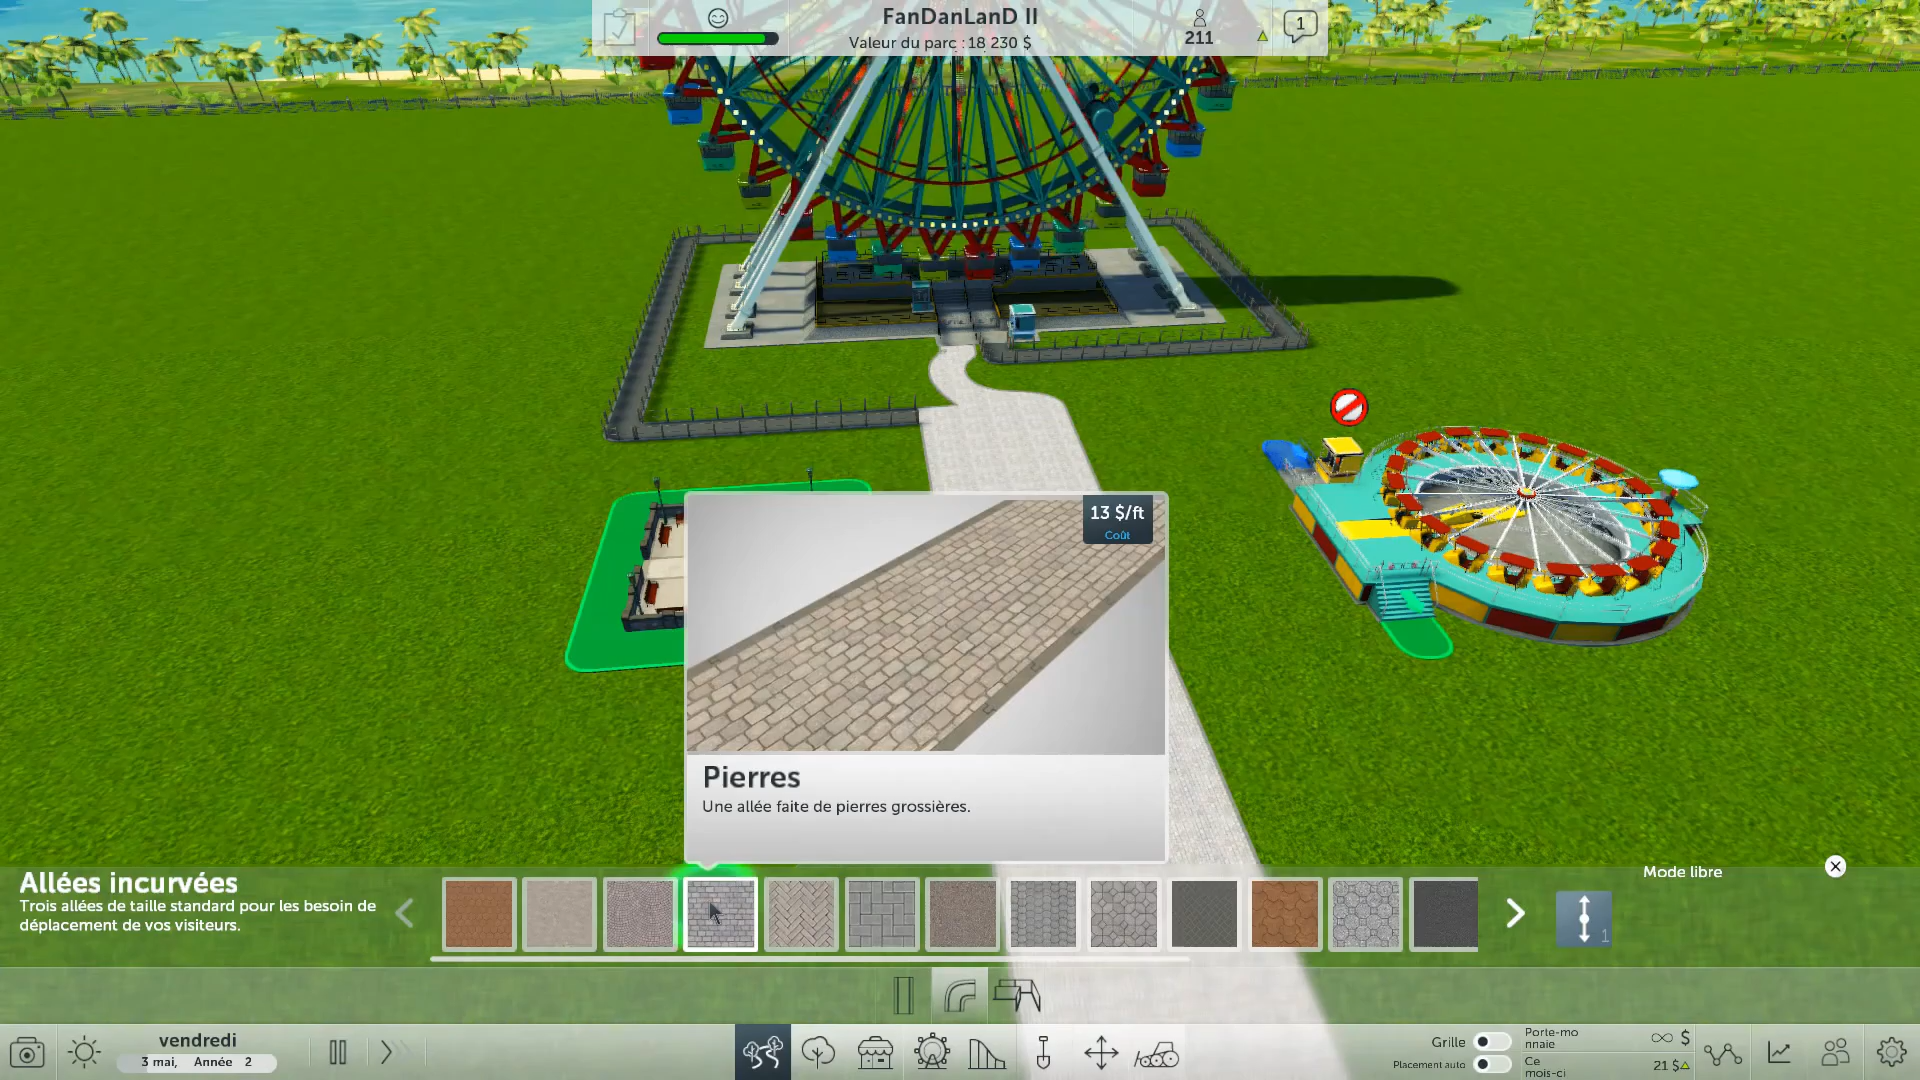 FanDanLanD II
Valeur du parc : 18 230 $
211
1
13 $/ft
Coût
Pierres
Une allée faite de pierres grossières.
Allées incurvées
Trois allées de taille standard pour les besoin de
déplacement de vos visiteurs.
Mode libre
1
vendredi
3 mai, Année 2
Grille
Placement auto
Porte-mo
nnaie
∞ $
Ce
mois-ci
21 $